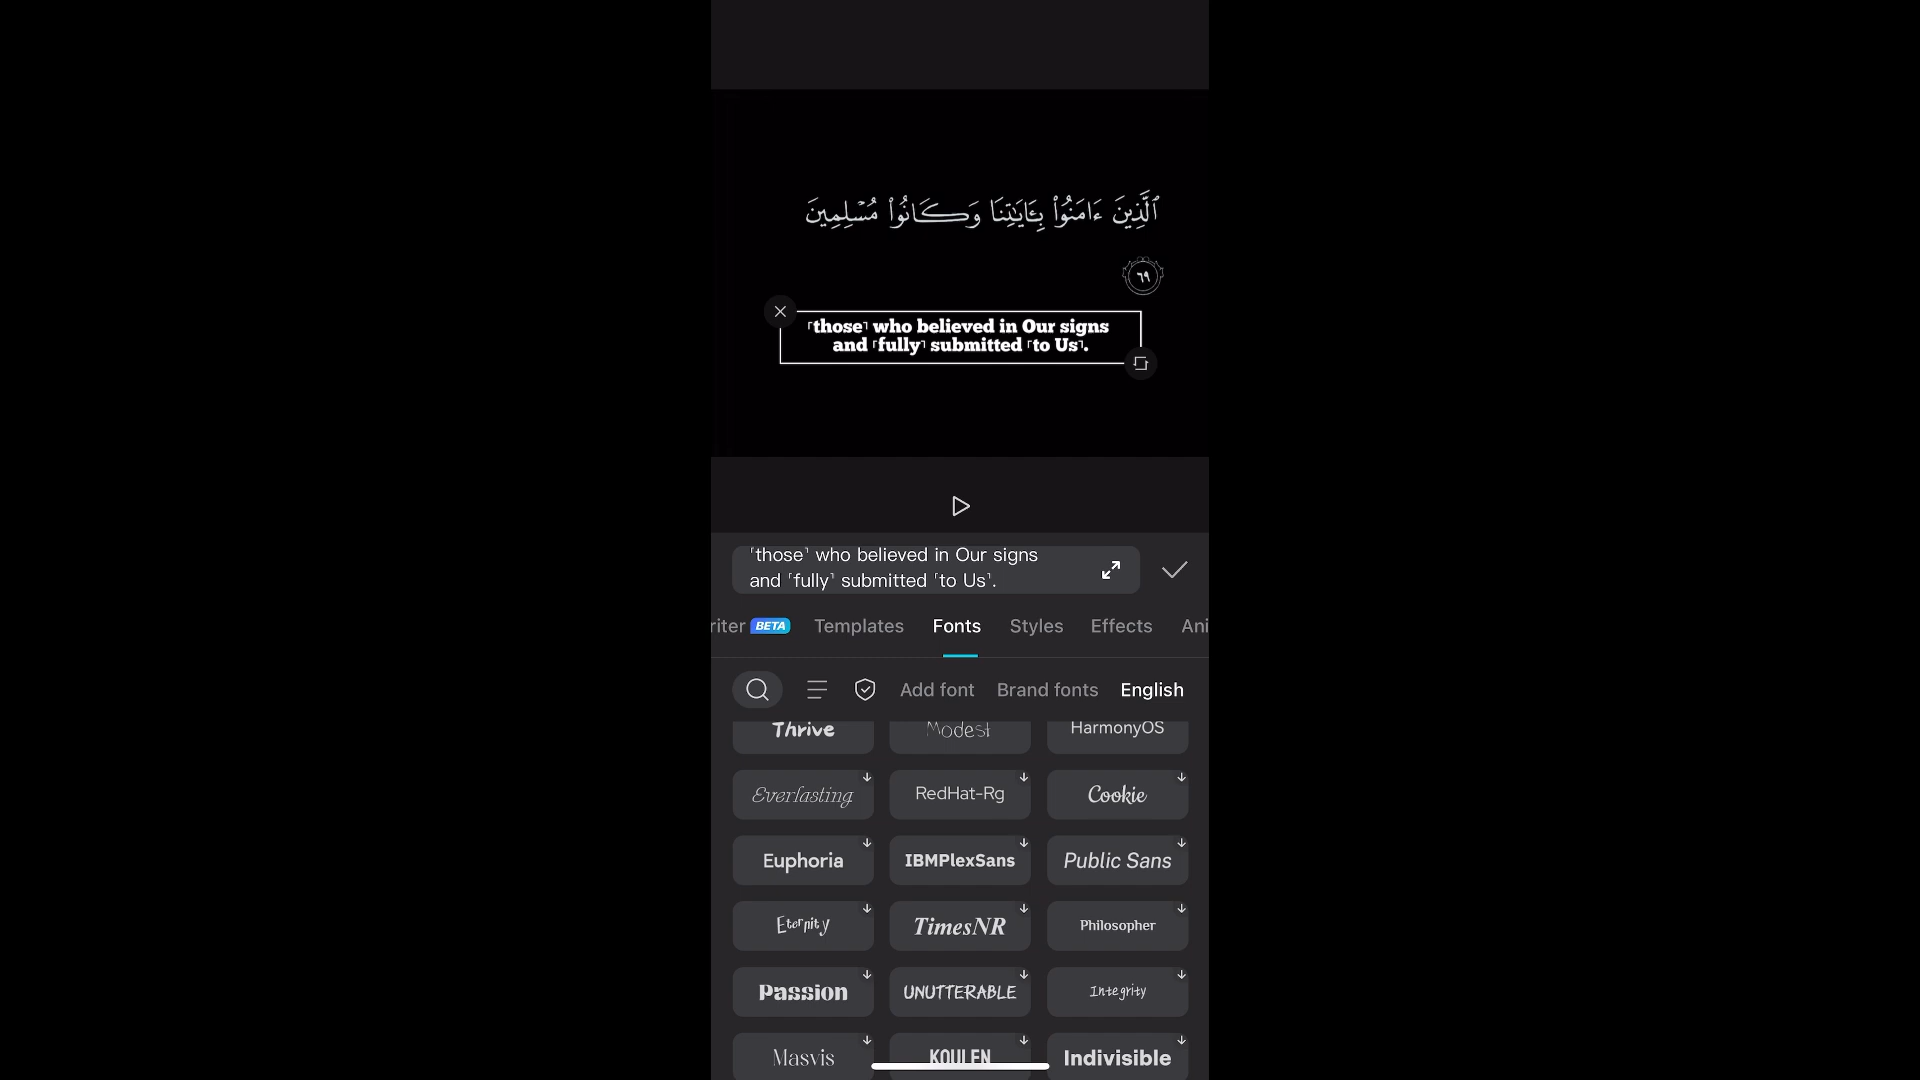 ٱلَّذِينَ ءَامَنُوا۟ بِـَٔايَـٰتِنَا وَكَانُوا۟ مُسْلِمِينَ
٦٩
⸢those⸣ who believed in Our signs
and ⸢fully⸣ submitted ⸢to Us⸣.
⸢those⸣ who believed in Our signs
and ⸢fully⸣ submitted ⸢to Us⸣.
riter BETA Templates Fonts Styles Effects Ani
Add font Brand fonts English
Thrive Modest HarmonyOS
Everlasting RedHat-Rg Cookie
Euphoria IBMPlexSans Public Sans
Eternity TimesNR Philosopher
Passion UNUTTERABLE Integrity
Masvis KOULEN Indivisible